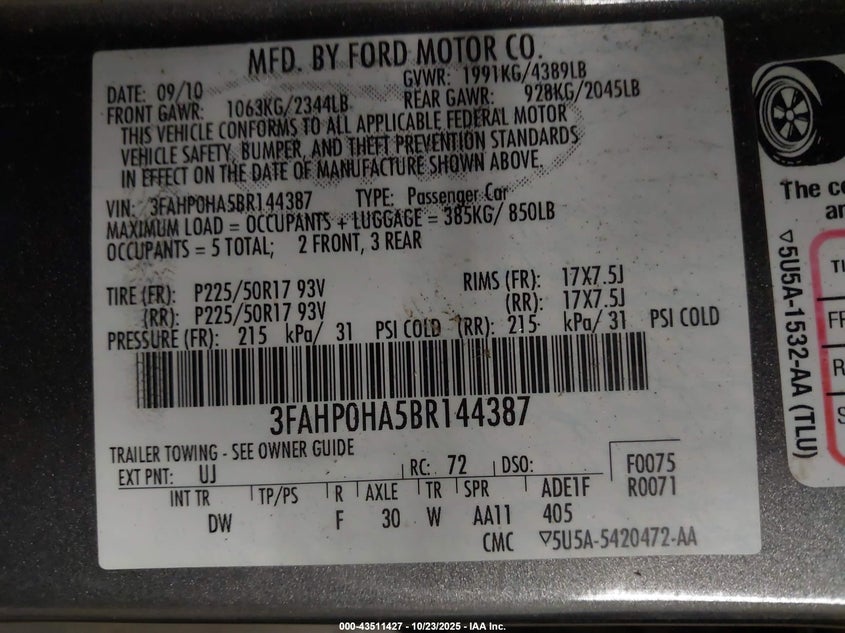 MFD. BY FORD MOTOR CO.
DATE: 09/10 GVWR: 1991KG/4389LB
FRONT GAWR: 1063KG/2344LB REAR GAWR: 928KG/2045LB
THIS VEHICLE CONFORMS TO ALL APPLICABLE FEDERAL MOTOR
VEHICLE SAFETY, BUMPER, AND THEFT PREVENTION STANDARDS
IN EFFECT ON THE DATE OF MANUFACTURE SHOWN ABOVE.
VIN: 3FAHP0HA5BR144387 TYPE: Passenger Car
MAXIMUM LOAD = OCCUPANTS + LUGGAGE = 385KG/ 850LB
OCCUPANTS = 5 TOTAL; 2 FRONT, 3 REAR
TIRE (FR): P225/50R17 93V RIMS (FR): 17X7.5J
(RR): P225/50R17 93V (RR): 17X7.5J
PRESSURE (FR): 215 kPa/ 31 PSI COLD (RR): 215 kPa/ 31 PSI COLD
3FAHP0HA5BR144387
TRAILER TOWING - SEE OWNER GUIDE
EXT PNT: UJ RC: 72 DSO: F0075
INT TR TP/PS R AXLE TR SPR ADE1F R0071
DW F 30 W AA11 405
CMC ▽5U5A-5420472-AA
The co
an
▽5U5A-1532-AA (TLU)
TI
FR
R
S
000-43511427 - 10/23/2025 - IAA Inc.